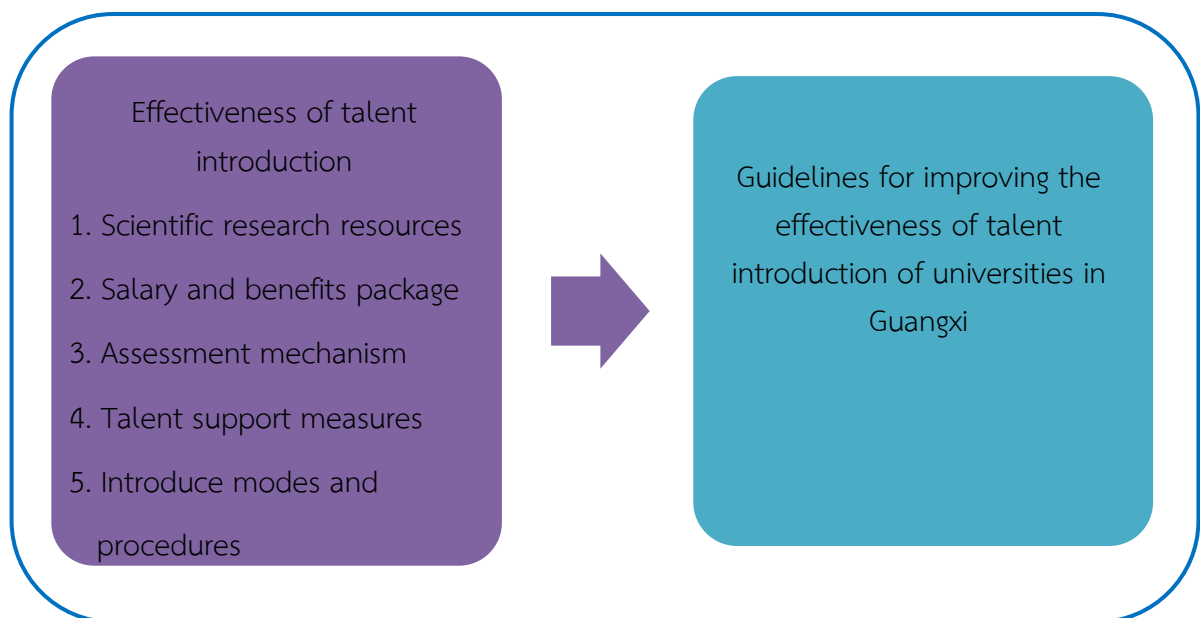 Effectiveness of talent
introduction
1. Scientific research resources
2. Salary and benefits package
3. Assessment mechanism
4. Talent support measures
5. Introduce modes and
procedures
Guidelines for improving the
effectiveness of talent
introduction of universities in
Guangxi